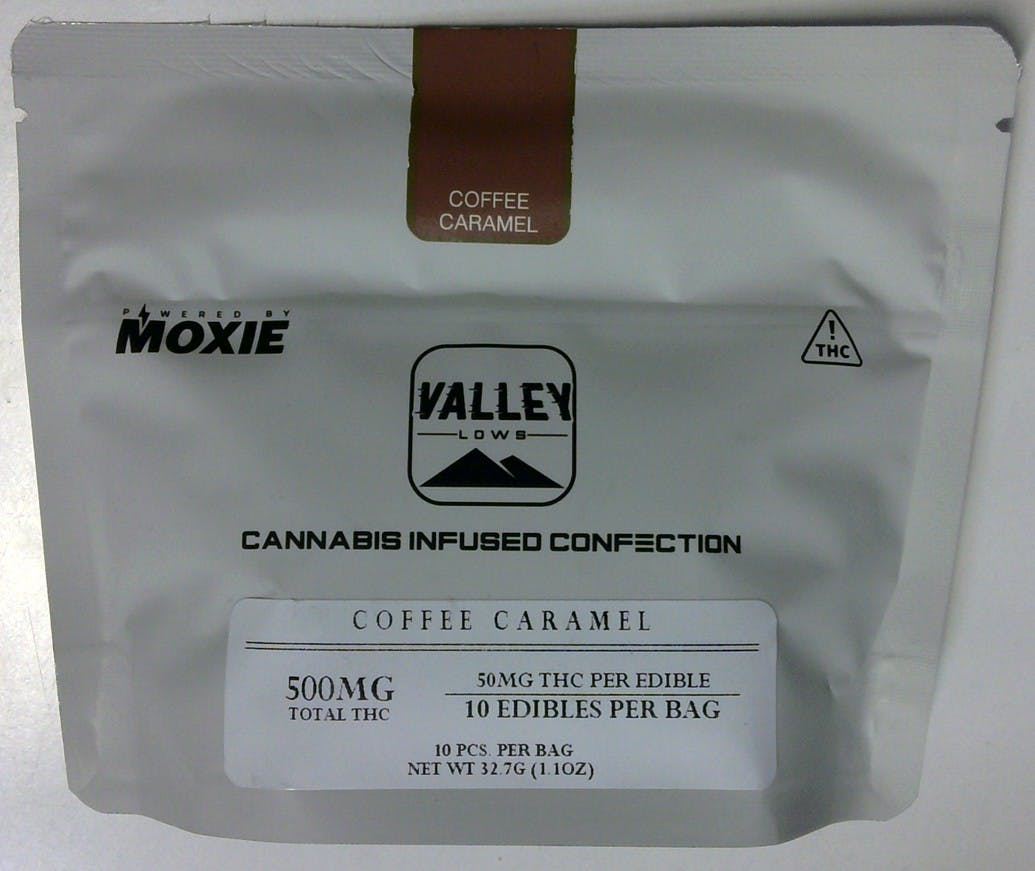 COFFEE
CARAMEL
POWERED BY
MOXIE
!
THC
VALLEY
LOWS
CANNABIS INFUSED CONFECTION
COFFEE CARAMEL
500MG
TOTAL THC
50MG THC PER EDIBLE
10 EDIBLES PER BAG
10 PCS. PER BAG
NET WT 32.7G (1.1OZ)